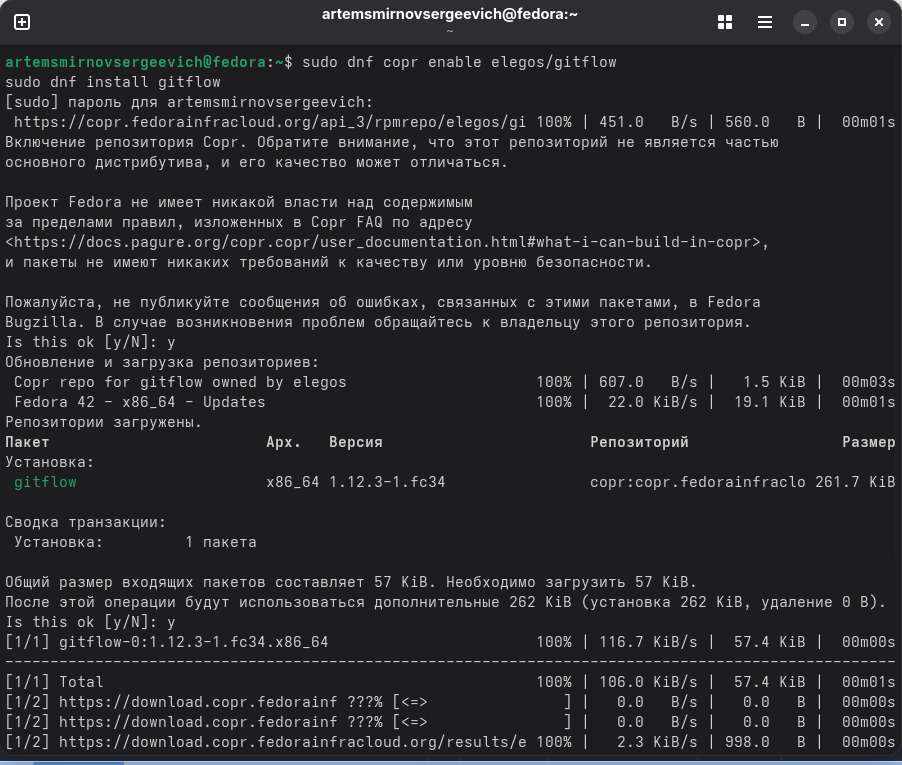 artemsmirnovsergeevich@fedora:~
~
artemsmirnovsergeevich@fedora:~$ sudo dnf copr enable elegos/gitflow
sudo dnf install gitflow
[sudo] пароль для artemsmirnovsergeevich:
https://copr.fedorainfracloud.org/api_3/rpmrepo/elegos/gi 100% | 451.0   B/s | 560.0   B |  00m01s
Включение репозитория Copr. Обратите внимание, что этот репозиторий не является частью
основного дистрибутива, и его качество может отличаться.
Проект Fedora не имеет никакой власти над содержимым
за пределами правил, изложенных в Copr FAQ по адресу
<https://docs.pagure.org/copr.copr/user_documentation.html#what-i-can-build-in-copr>,
и пакеты не имеют никаких требований к качеству или уровню безопасности.
Пожалуйста, не публикуйте сообщения об ошибках, связанных с этими пакетами, в Fedora
Bugzilla. В случае возникновения проблем обращайтесь к владельцу этого репозитория.
Is this ok [y/N]: y
Обновление и загрузка репозиториев:
Copr repo for gitflow owned by elegos                     100% | 607.0   B/s |   1.5 KiB |  00m03s
Fedora 42 - x86_64 - Updates                              100% |  22.0 KiB/s |  19.1 KiB |  00m01s
Репозитории загружены.
Пакет                        Арх.   Версия                       Репозиторий                 Размер
Установка:
gitflow                     x86_64 1.12.3-1.fc34                copr:copr.fedorainfraclo 261.7 KiB
Сводка транзакции:
Установка:         1 пакета
Общий размер входящих пакетов составляет 57 KiB. Необходимо загрузить 57 KiB.
После этой операции будут использоваться дополнительные 262 KiB (установка 262 KiB, удаление 0 B).
Is this ok [y/N]: y
[1/1] gitflow-0:1.12.3-1.fc34.x86_64                       100% | 116.7 KiB/s |  57.4 KiB |  00m00s
---------------------------------------------------------------------------------------------------
[1/1] Total                                                100% | 106.0 KiB/s |  57.4 KiB |  00m01s
[1/2] https://download.copr.fedorainf ???% [<=>               ] |   0.0   B/s |   0.0   B |  00m00s
[1/2] https://download.copr.fedorainf ???% [<=>               ] |   0.0   B/s |   0.0   B |  00m00s
[1/2] https://download.copr.fedorainfracloud.org/results/e 100% |   2.3 KiB/s | 998.0   B |  00m00s